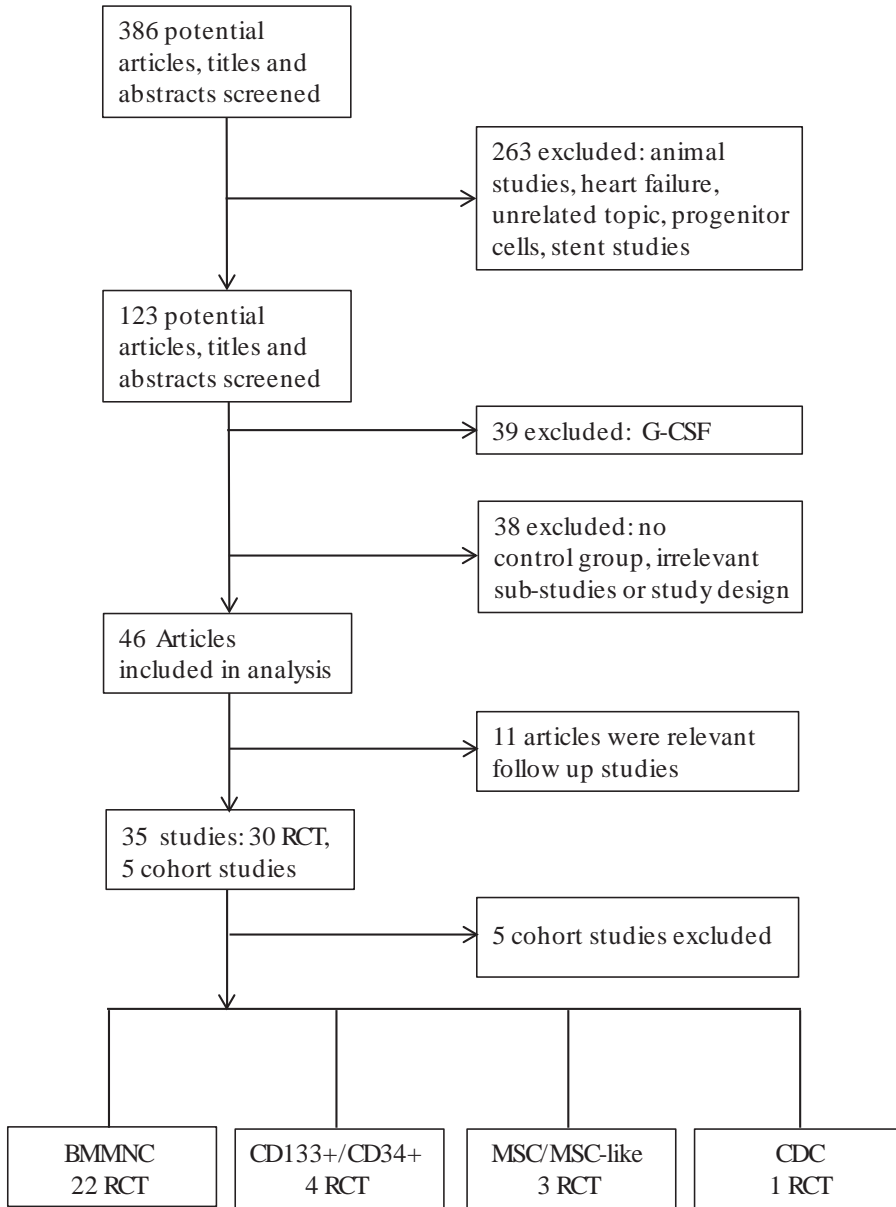 386 potential
articles, titles and
abstracts screened
263 excluded: animal
studies, heart failure,
unrelated topic, progenitor
cells, stent studies
123 potential
articles, titles and
abstracts screened
39 excluded: G-CSF
38 excluded: no
control group, irrelevant
sub-studies or study design
46 Articles
included in analysis
11 articles were relevant
follow up studies
35 studies: 30 RCT,
5 cohort studies
5 cohort studies excluded
BMMNC
22 RCT
CD133+/CD34+
4 RCT
MSC/MSC-like
3 RCT
CDC
1 RCT